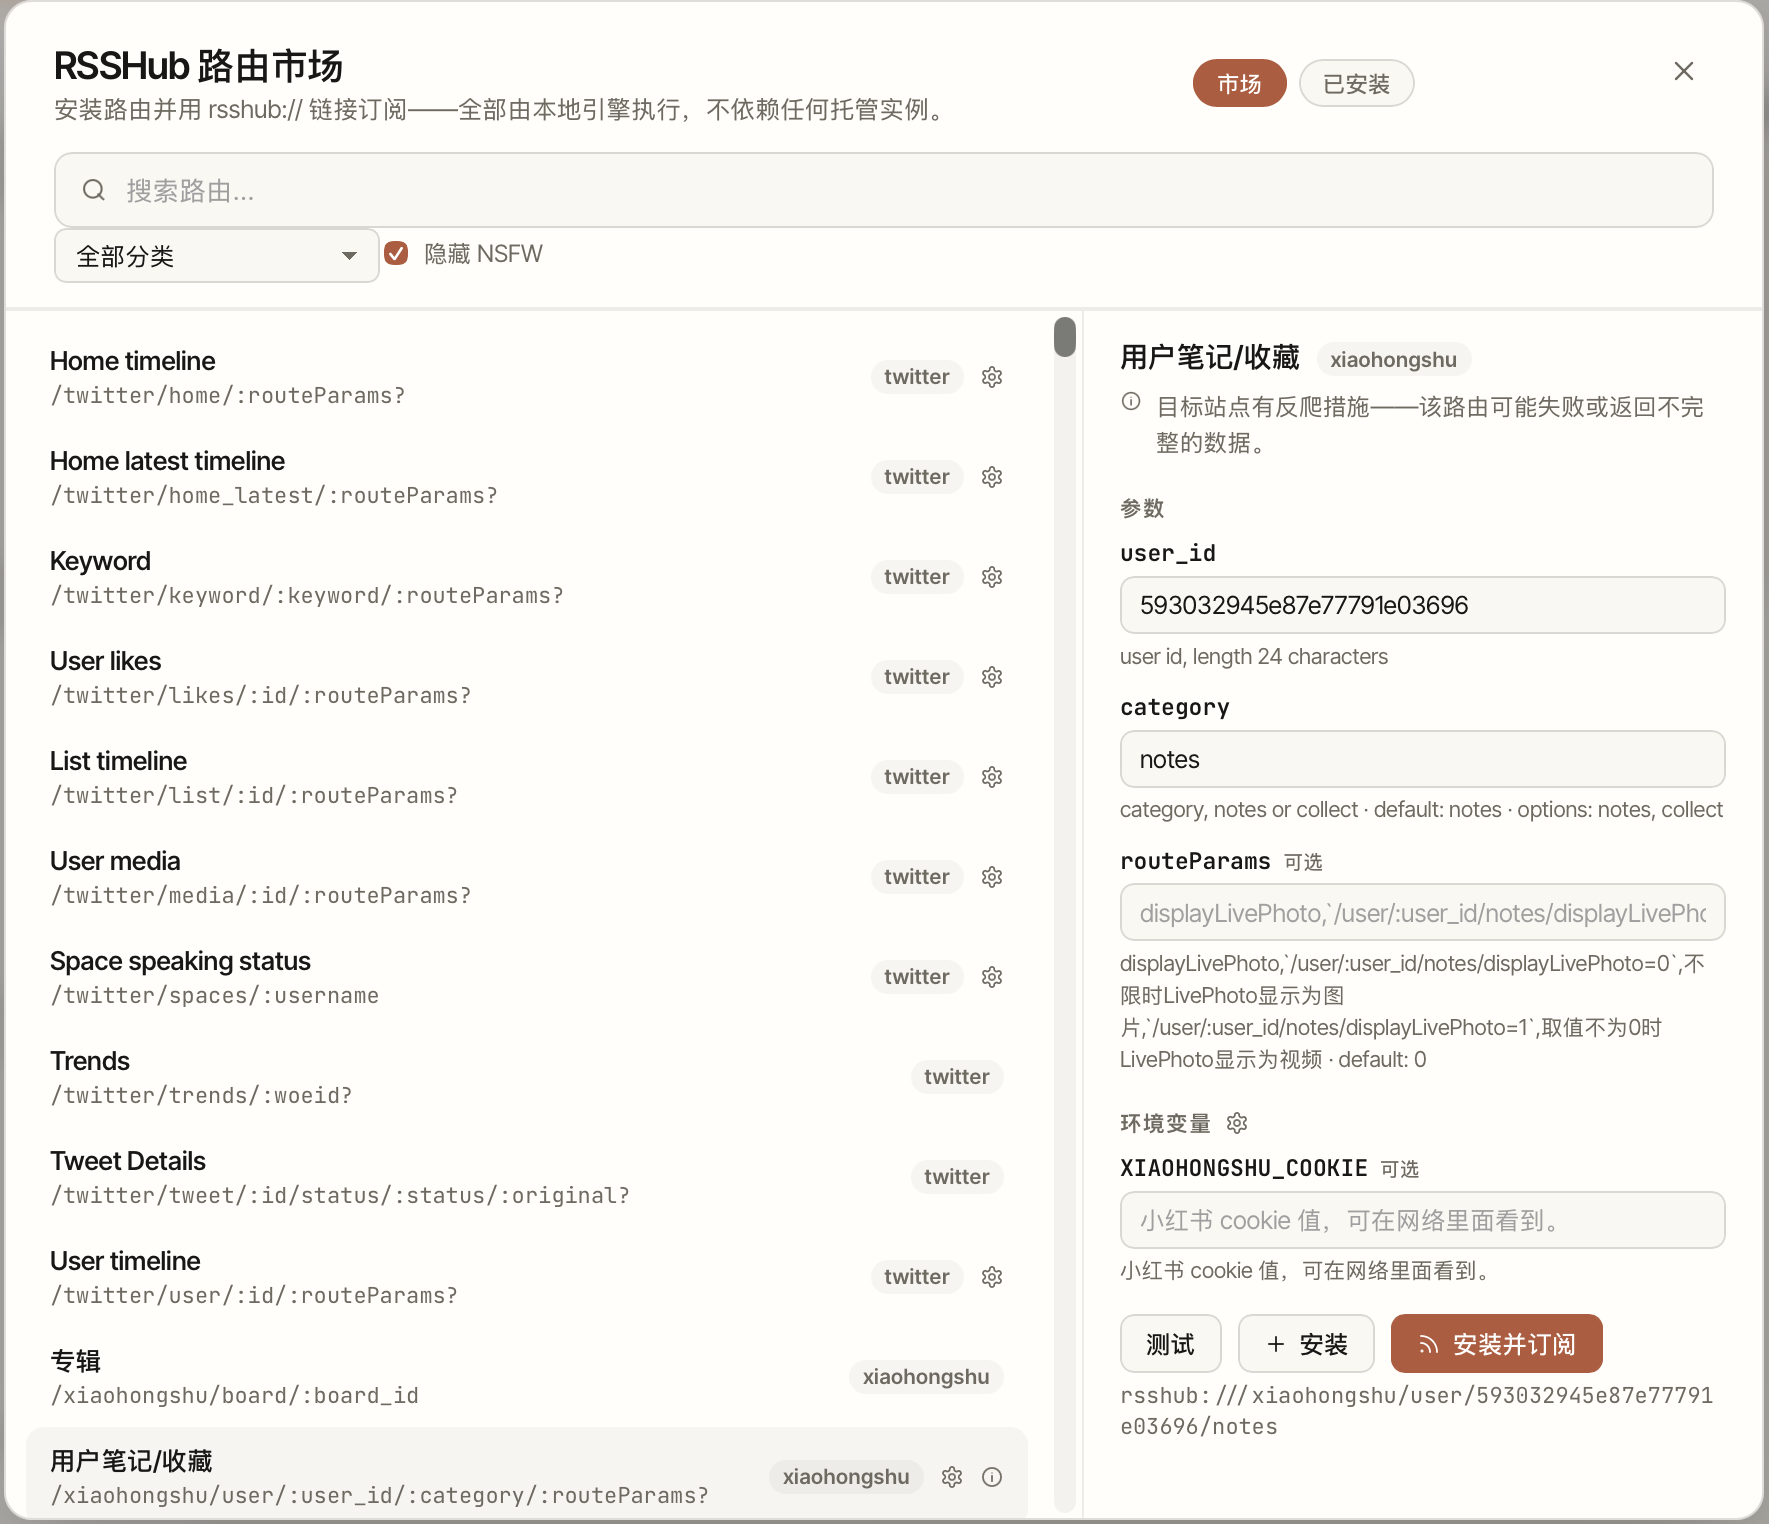 RSSHub 路由市场
安装路由并用 rsshub:// 链接订阅——全部由本地引擎执行，不依赖任何托管实例。
市场
已安装
搜索路由...
全部分类
隐藏 NSFW
Home timeline
/twitter/home/:routeParams?
twitter
Home latest timeline
/twitter/home_latest/:routeParams?
twitter
Keyword
/twitter/keyword/:keyword/:routeParams?
twitter
User likes
/twitter/likes/:id/:routeParams?
twitter
List timeline
/twitter/list/:id/:routeParams?
twitter
User media
/twitter/media/:id/:routeParams?
twitter
Space speaking status
/twitter/spaces/:username
twitter
Trends
/twitter/trends/:woeid?
twitter
Tweet Details
/twitter/tweet/:id/status/:status/:original?
twitter
User timeline
/twitter/user/:id/:routeParams?
twitter
专辑
/xiaohongshu/board/:board_id
xiaohongshu
用户笔记/收藏
/xiaohongshu/user/:user_id/:category/:routeParams?
xiaohongshu
用户笔记/收藏 xiaohongshu
目标站点有反爬措施——该路由可能失败或返回不完
整的数据。
参数
user_id
593032945e87e77791e03696
user id, length 24 characters
category
notes
category, notes or collect · default: notes · options: notes, collect
routeParams 可选
displayLivePhoto,`/user/:user_id/notes/displayLivePho
displayLivePhoto,`/user/:user_id/notes/displayLivePhoto=0`,不
限时LivePhoto显示为图
片,`/user/:user_id/notes/displayLivePhoto=1`,取值不为0时
LivePhoto显示为视频 · default: 0
环境变量
XIAOHONGSHU_COOKIE 可选
小红书 cookie 值，可在网络里面看到。
小红书 cookie 值，可在网络里面看到。
测试
+ 安装
安装并订阅
rsshub:///xiaohongshu/user/593032945e87e77791
e03696/notes